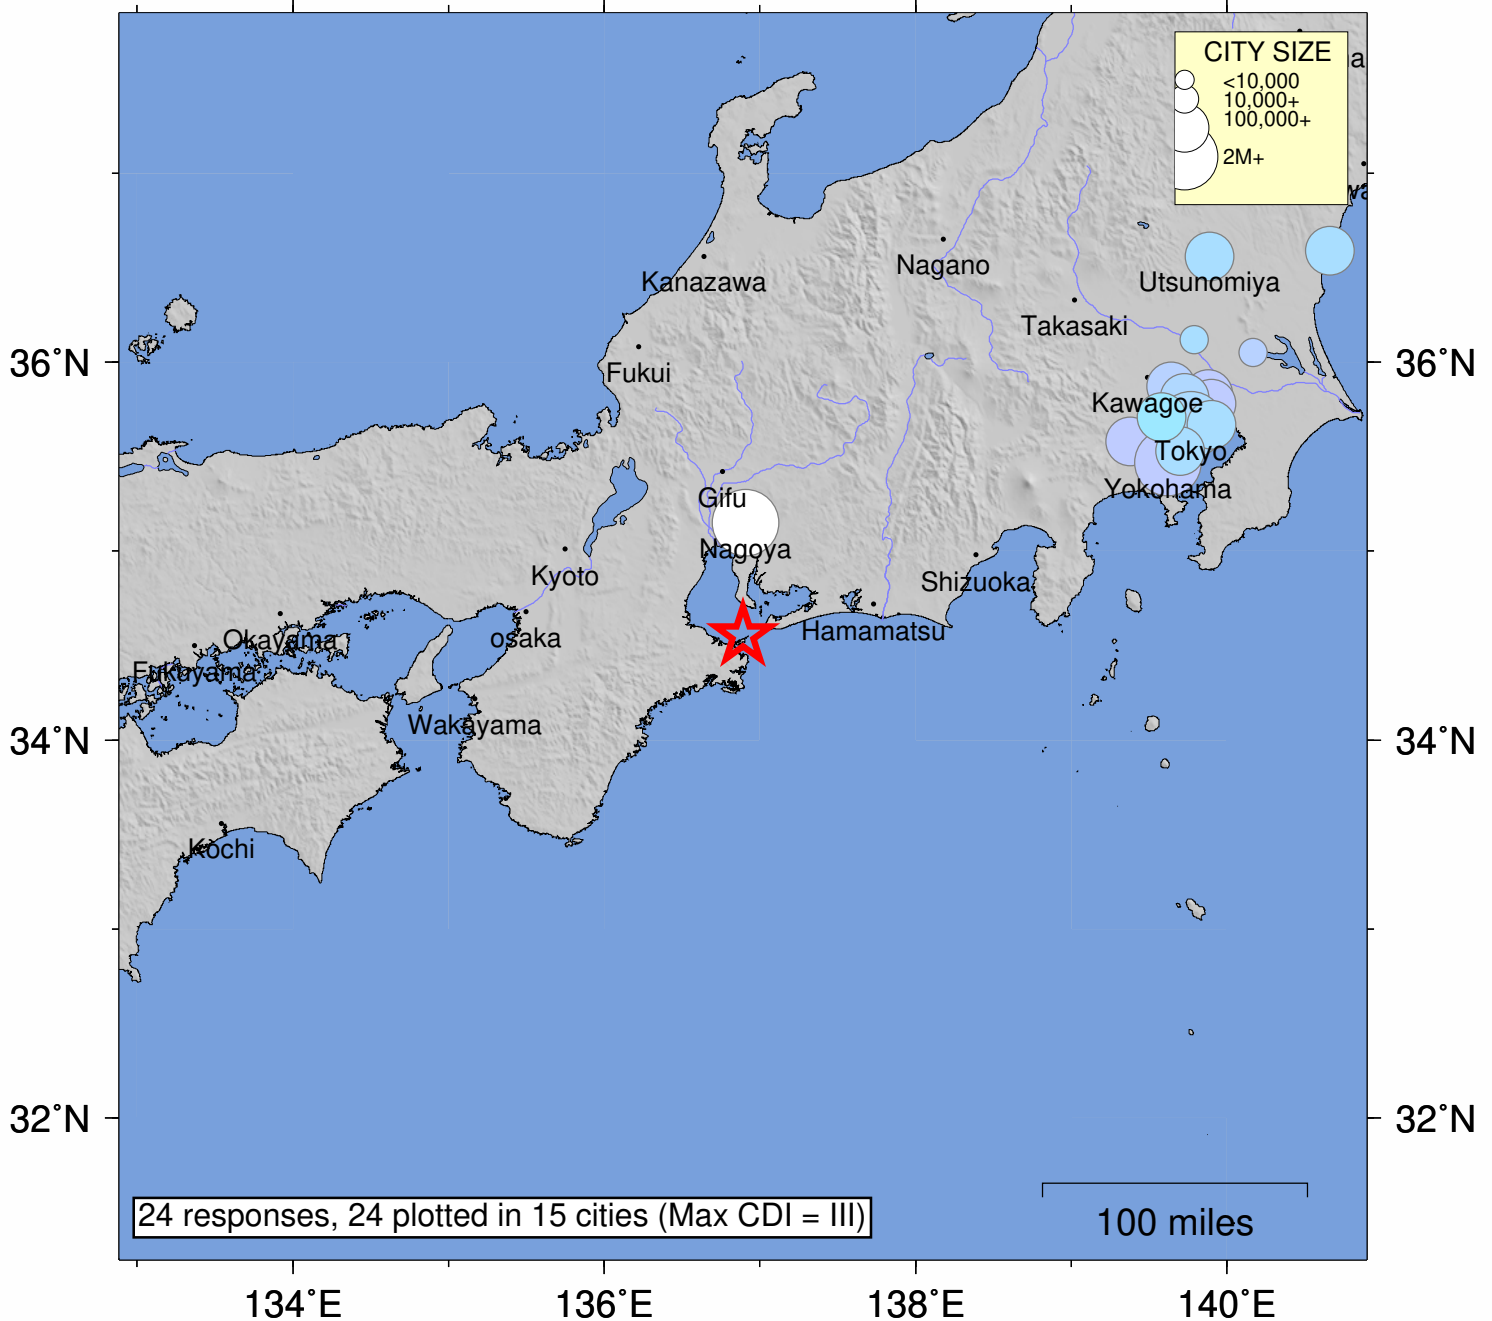 CITY SIZE
<10,000
10,000+
100,000+
2M+
a
wa
Nagano
Kanazawa
Utsunomiya
Takasaki
36˚N
36˚N
Fukui
Kawagoe
Tokyo
Yokohama
Gifu
Nagoya
Kyoto
Shizuoka
Okayama
osaka
Hamamatsu
Fukuyama
Wakayama
34˚N
34˚N
Kochi
32˚N
32˚N
24 responses, 24 plotted in 15 cities (Max CDI = III)
100 miles
134˚E
136˚E
138˚E
140˚E